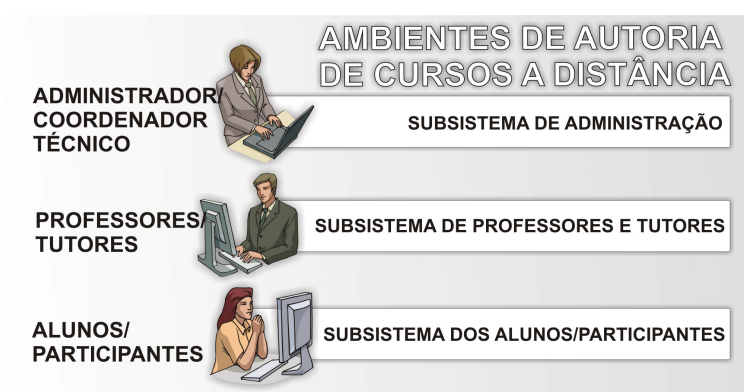 AMBIENTES DE AUTORIA
DE CURSOS A DISTÂNCIA
ADMINISTRADOR/
COORDENADOR
TÉCNICO
SUBSISTEMA DE ADMINISTRAÇÃO
PROFESSORES/
TUTORES
SUBSISTEMA DE PROFESSORES E TUTORES
ALUNOS/
PARTICIPANTES
SUBSISTEMA DOS ALUNOS/PARTICIPANTES